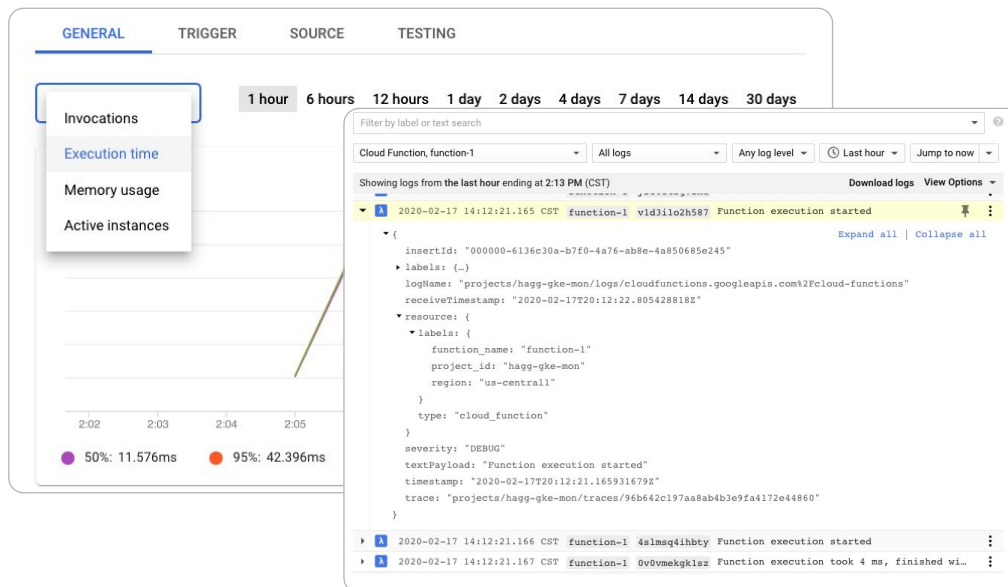 GENERAL TRIGGER SOURCE TESTING
1 hour 6 hours 12 hours 1 day 2 days 4 days 7 days 14 days 30 days
Invocations
Execution time
Memory usage
Active instances
2:02 2:03 2:04 2:05
50%: 11.576ms 95%: 42.396ms
Filter by label or text search
Cloud Function, function-1 All logs Any log level Last hour Jump to now
Showing logs from the last hour ending at 2:13 PM (CST) Download logs View Options
2020-02-17 14:12:21.165 CST function-1 vld3ilo2h587 Function execution started
Expand all | Collapse all
{
insertId: "000000-6136c30a-b7f0-4a76-ab8e-4a850685e245"
labels: {…}
logName: "projects/hagg-gke-mon/logs/cloudfunctions.googleapis.com%2Fcloud-functions"
receiveTimestamp: "2020-02-17T20:12:22.805428818Z"
resource: {
labels: {
function_name: "function-1"
project_id: "hagg-gke-mon"
region: "us-central1"
}
type: "cloud_function"
}
severity: "DEBUG"
textPayload: "Function execution started"
timestamp: "2020-02-17T20:12:21.165931679Z"
trace: "projects/hagg-gke-mon/traces/96b642c197aa8ab4b3e9fa4172e44860"
}
2020-02-17 14:12:21.166 CST function-1 4slmsq4ihbty Function execution started
2020-02-17 14:12:21.166 CST function-1 0v0vmekgk1sz Function execution took 4 ms, finished wi…